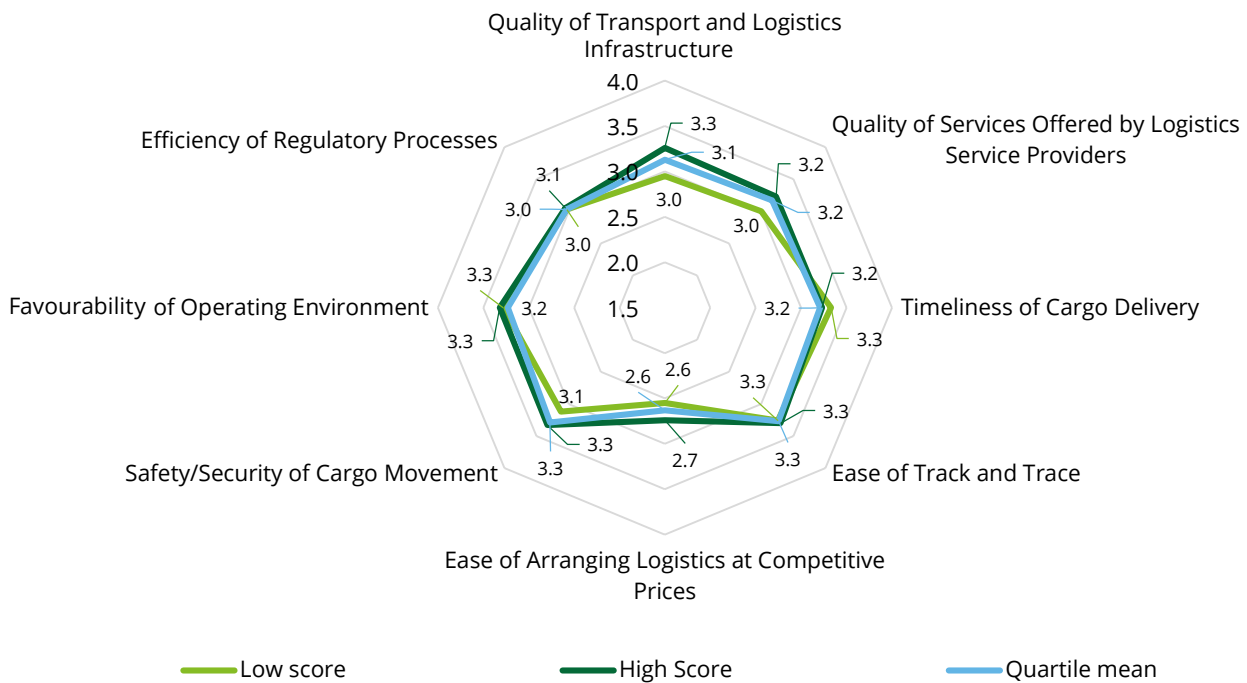 Quality of Transport and Logistics
Infrastructure
4.0
3.5
3.0
2.5
2.0
1.5
Quality of Services Offered by Logistics
Service Providers
Timeliness of Cargo Delivery
Ease of Track and Trace
Ease of Arranging Logistics at Competitive
Prices
Safety/Security of Cargo Movement
Favourability of Operating Environment
Efficiency of Regulatory Processes
3.3
3.1
3.0
3.2
3.2
3.0
3.2
3.2
3.3
3.3
3.3
3.3
2.6
2.6
2.7
3.1
3.3
3.3
3.3
3.2
3.3
3.1
3.0
3.0
Low score
High Score
Quartile mean